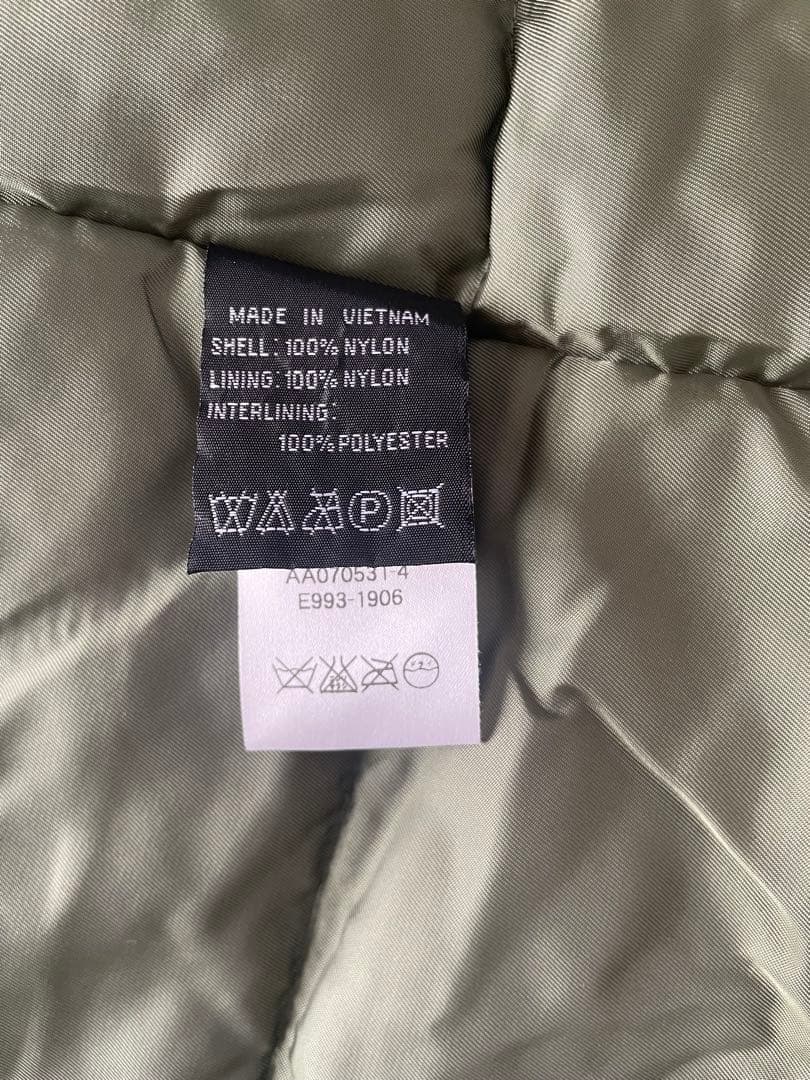 MADE IN VIETNAM
SHELL:100% NYLON
LINING:100% NYLON
INTERLINING:
100%POLYESTER
P
AA070531-4
E993-1906